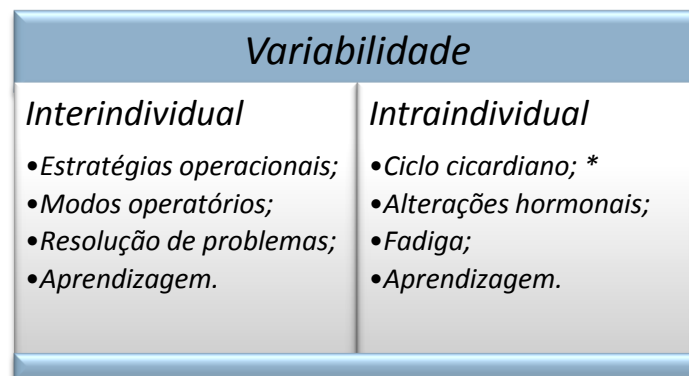 Variabilidade
Interindividual
•Estratégias operacionais;
•Modos operatórios;
•Resolução de problemas;
•Aprendizagem.
Intraindividual
•Ciclo cicardiano; *
•Alterações hormonais;
•Fadiga;
•Aprendizagem.